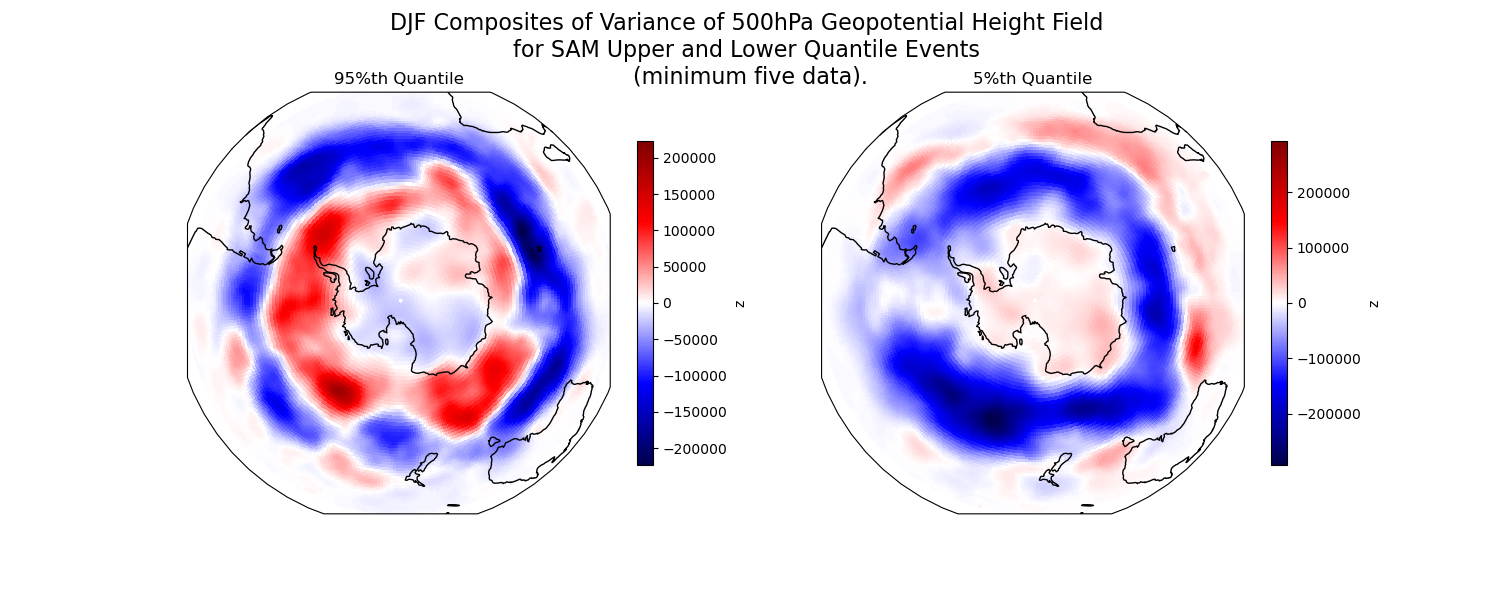 DJF Composites of Variance of 500hPa Geopotential Height Field
for SAM Upper and Lower Quantile Events
(minimum five data).
95%th Quantile
200000
150000
100000
50000
0
−50000
−100000
−150000
−200000
z
5%th Quantile
200000
100000
0
−100000
−200000
z